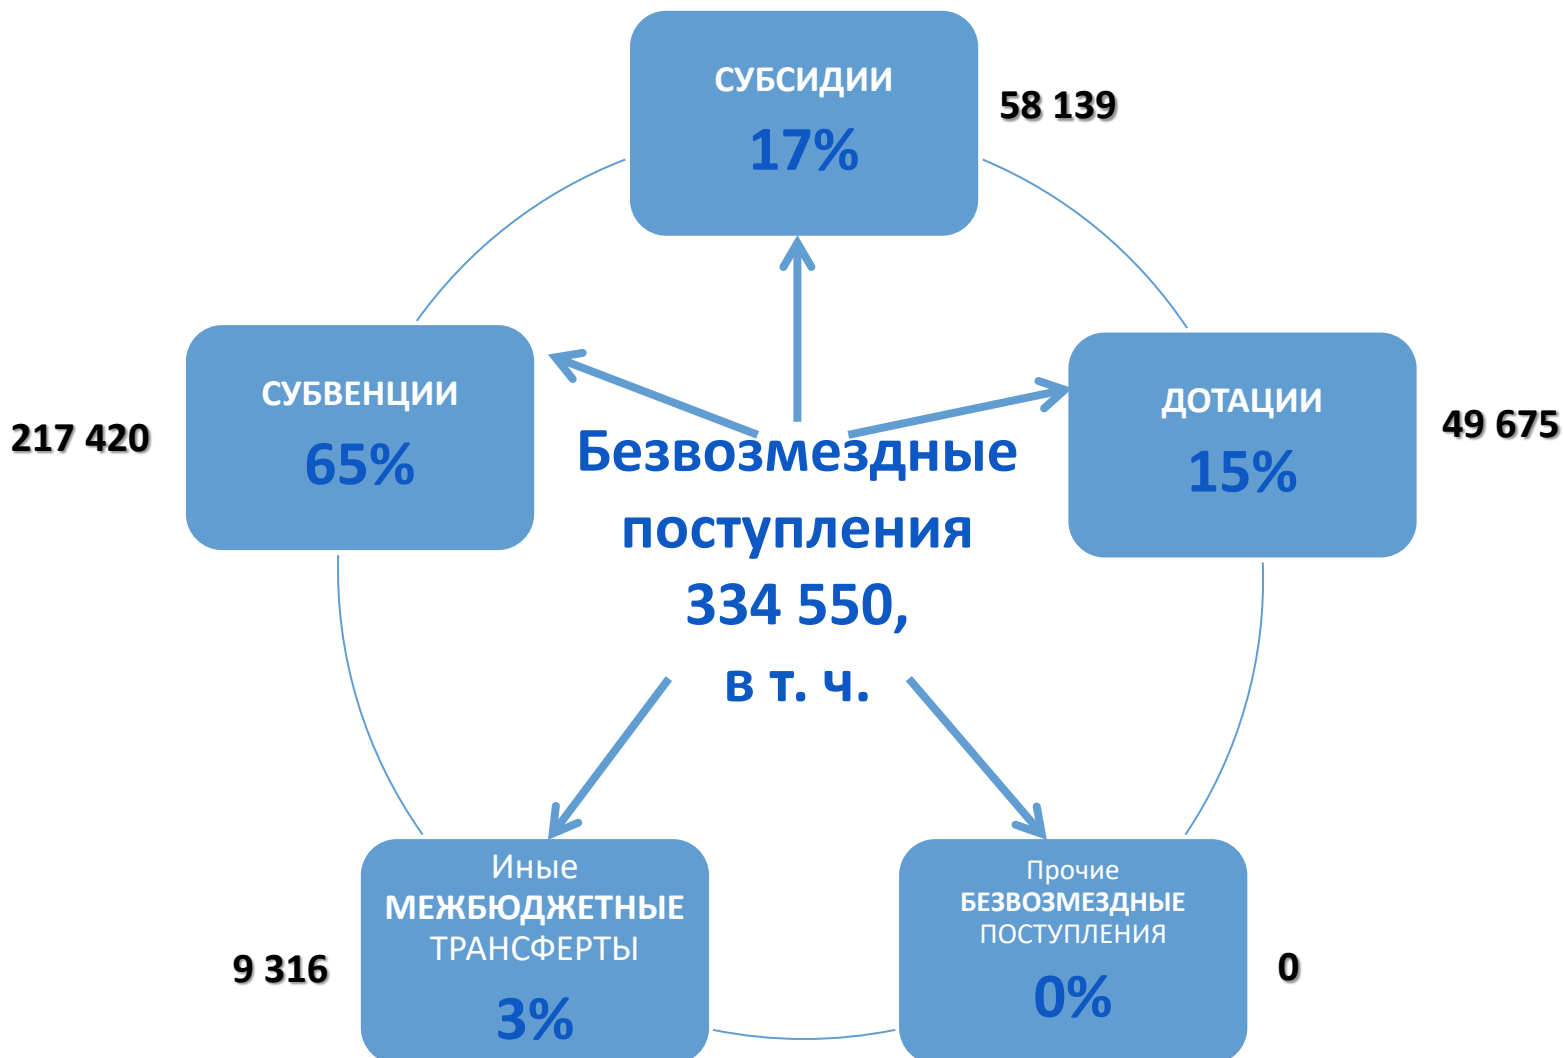 СУБСИДИИ
17%
58 139
СУБВЕНЦИИ
65%
217 420
ДОТАЦИИ
15%
49 675
Безвозмездные
поступления
334 550,
в т. ч.
Иные
МЕЖБЮДЖЕТНЫЕ
ТРАНСФЕРТЫ
3%
9 316
Прочие
БЕЗВОЗМЕЗДНЫЕ
ПОСТУПЛЕНИЯ
0%
0